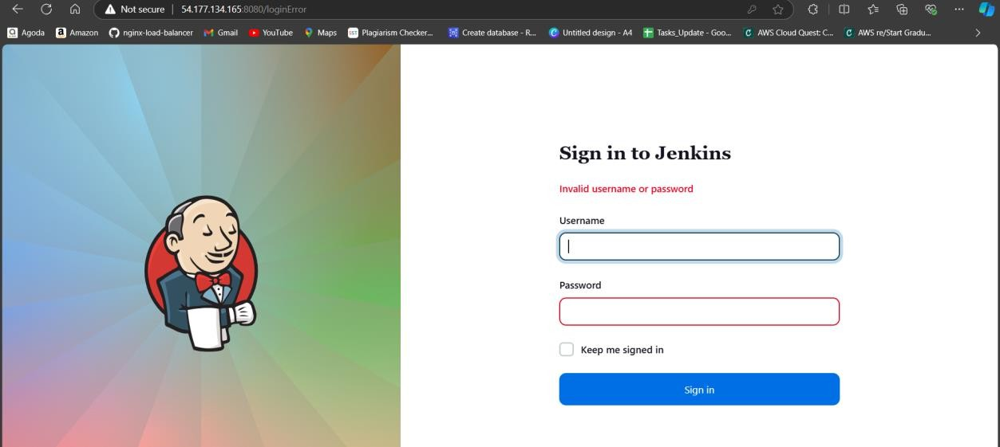 Not secure 54.177.134.165:8080/loginError
Agoda Amazon nginx-load-balancer Gmail YouTube Maps SST Plagiarism Checker... Create database - R... Untitled design - A4 Tasks_Update - Goo... AWS Cloud Quest: C... AWS re/Start Gradu...
Sign in to Jenkins
Invalid username or password
Username
Password
Keep me signed in
Sign in